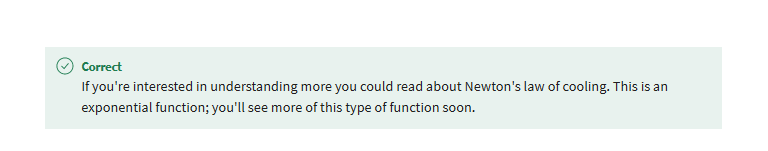 Correct
If you're interested in understanding more you could read about Newton's law of cooling. This is an
exponential function; you'll see more of this type of function soon.